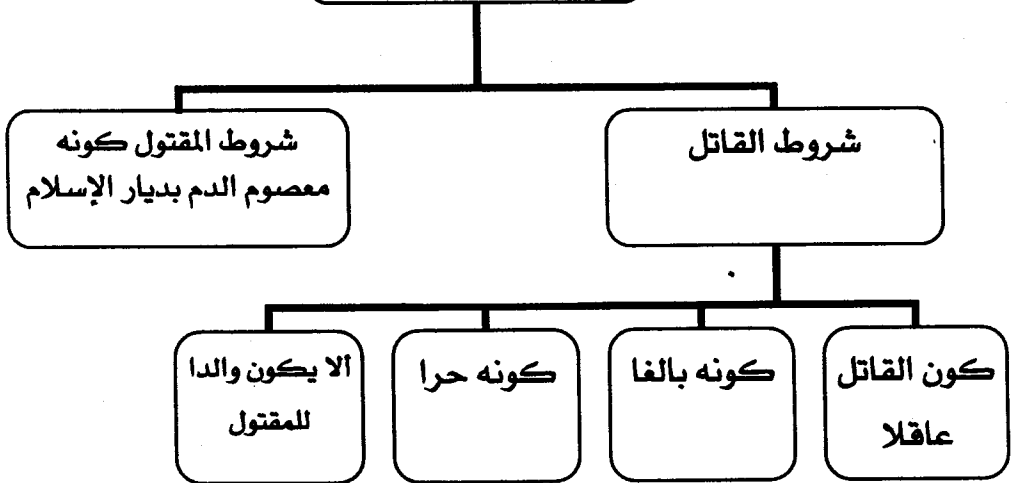 شروط القاتل
شروط المقتول كونه
معصوم الدم بديار الإسلام
كون القاتل
عاقلا
كونه بالغا
كونه حرا
ألا يكون والدا
للمقتول